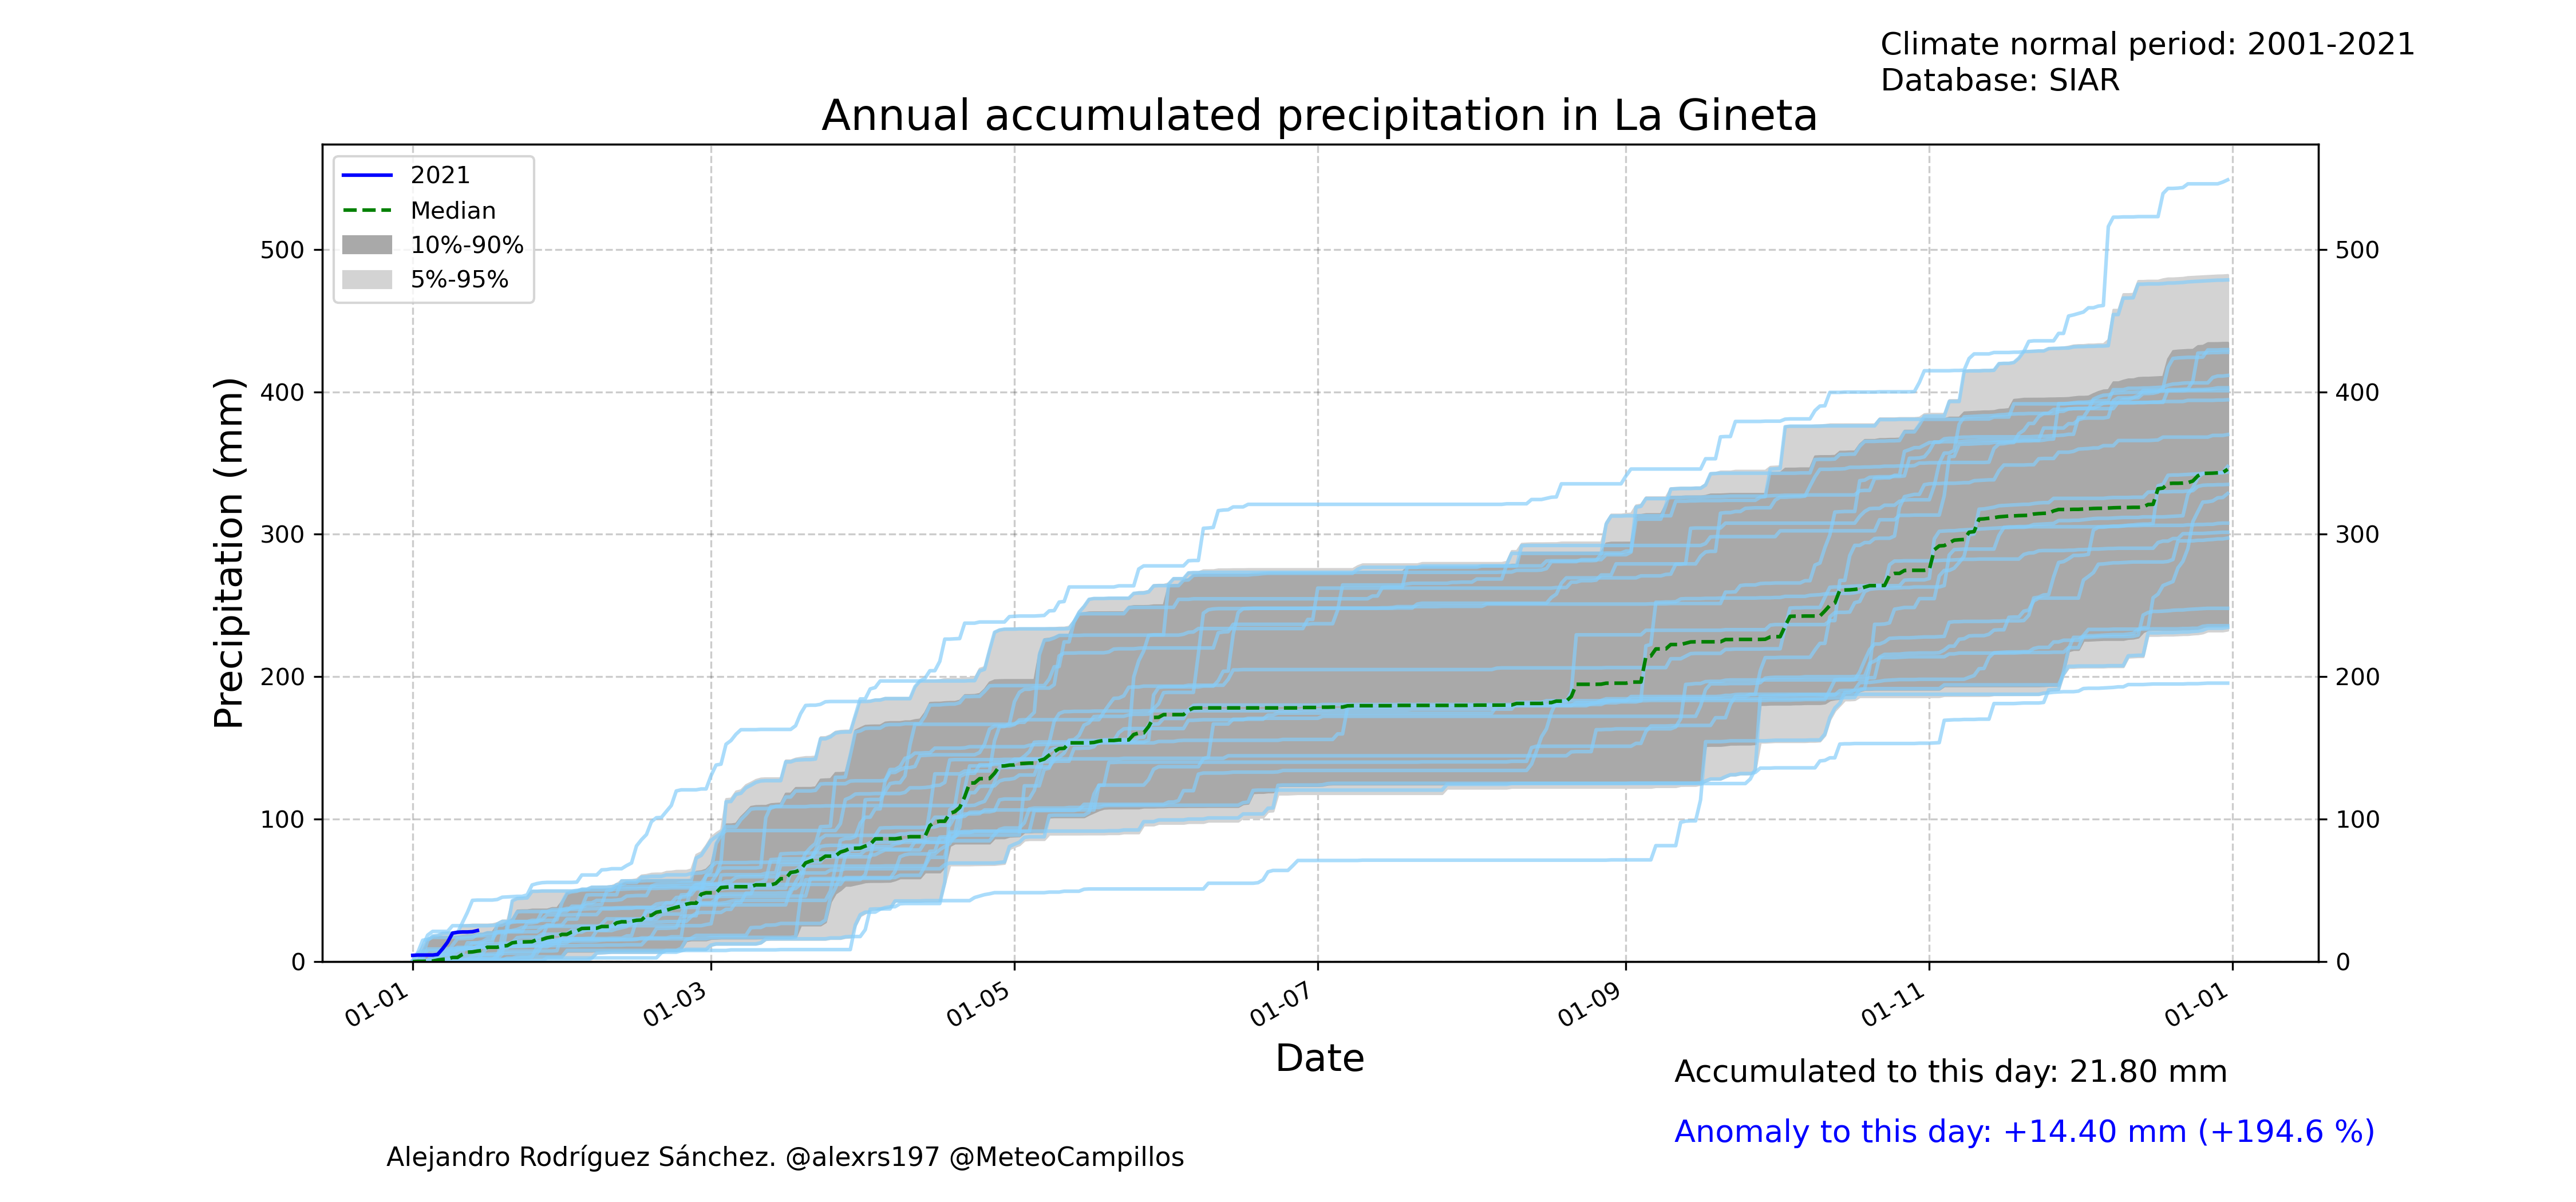 Climate normal period: 2001-2021
Database: SIAR
Annual accumulated precipitation in La Gineta
2021
Median
10%-90%
5%-95%
Precipitation (mm)
500
400
300
200
100
0
500
400
300
200
100
0
01-01
01-03
01-05
01-07
01-09
01-11
01-01
Date
Accumulated to this day: 21.80 mm
Anomaly to this day: +14.40 mm (+194.6 %)
Alejandro Rodríguez Sánchez. @alexrs197 @MeteoCampillos